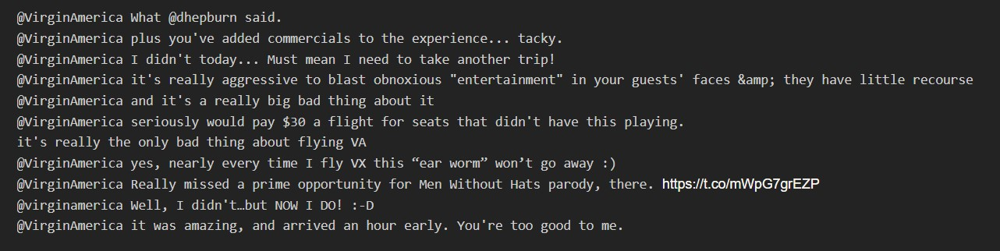 @VirginAmerica What @dhepburn said.
@VirginAmerica plus you've added commercials to the experience... tacky.
@VirginAmerica I didn't today... Must mean I need to take another trip!
@VirginAmerica it's really aggressive to blast obnoxious "entertainment" in your guests' faces &amp; they have little recourse
@VirginAmerica and it's a really big bad thing about it
@VirginAmerica seriously would pay $30 a flight for seats that didn't have this playing.
it's really the only bad thing about flying VA
@VirginAmerica yes, nearly every time I fly VX this “ear worm” won’t go away :)
@VirginAmerica Really missed a prime opportunity for Men Without Hats parody, there. https://t.co/mWpG7grEZP
@virginamerica Well, I didn't…but NOW I DO! :-D
@VirginAmerica it was amazing, and arrived an hour early. You're too good to me.